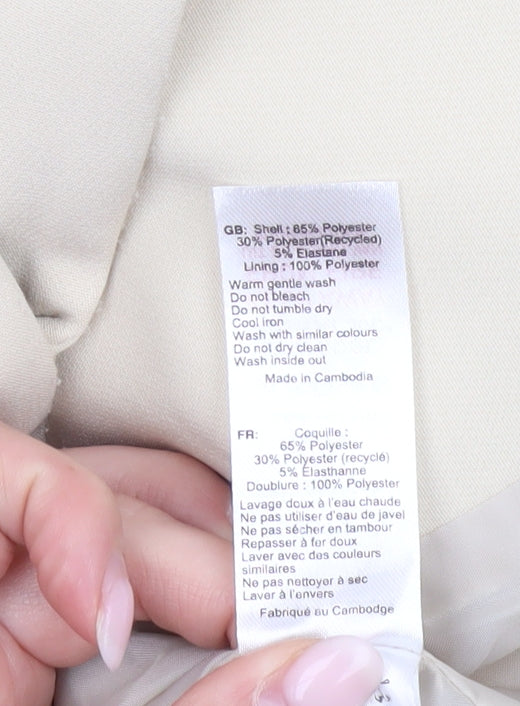 GB: Shell : 65% Polyester
30% Polyester(Recycled)
5% Elastane
Lining : 100% Polyester
Warm gentle wash
Do not bleach
Do not tumble dry
Cool iron
Wash with similar colours
Do not dry clean
Wash inside out
Made in Cambodia
FR: Coquille :
65% Polyester
30% Polyester (recyclé)
5% Élasthanne
Doublure : 100% Polyester
Lavage doux à l'eau chaude
Ne pas utiliser d'eau de javel
Ne pas sécher en tambour
Repasser à fer doux
Laver avec des couleurs
similaires
Ne pas nettoyer à sec
Laver à l'envers
Fabriqué au Cambodge